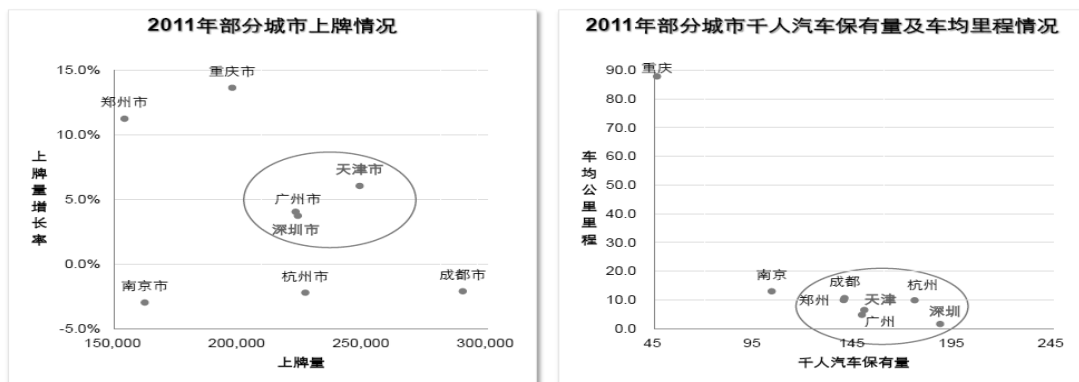 2011年部分城市上牌情况
15.0%
10.0%
5.0%
0.0%
-5.0%
上牌量增长率
重庆市
郑州市
天津市
广州市
深圳市
杭州市
成都市
南京市
150,000
200,000
250,000
300,000
上牌量
2011年部分城市千人汽车保有量及车均里程情况
90.0
80.0
70.0
60.0
50.0
40.0
30.0
20.0
10.0
0.0
车均公里里程
重庆
南京
成都
郑州
天津
杭州
广州
深圳
45
95
145
195
245
千人汽车保有量